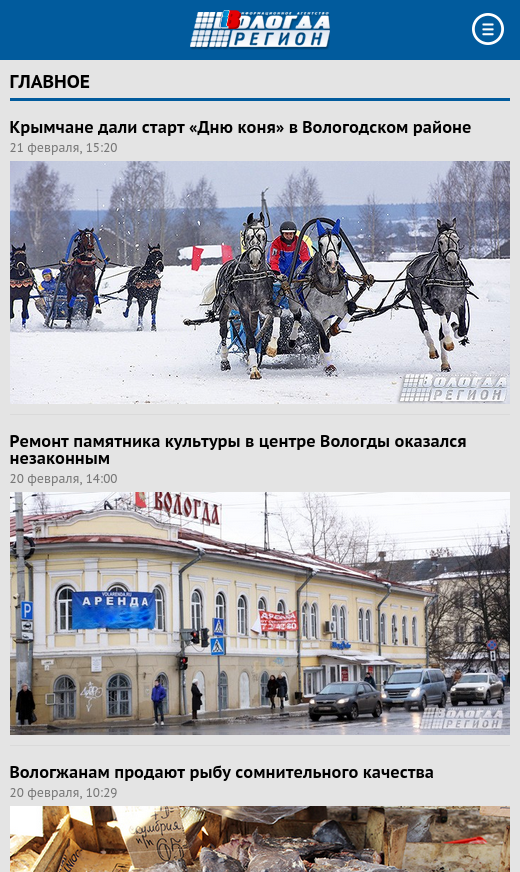 ИНФОРМАЦИОННОЕ АГЕНТСТВО
ВОЛОГДА
РЕГИОН
ГЛАВНОЕ
Крымчане дали старт «Дню коня» в Вологодском районе
21 февраля, 15:20
ВОЛОГДА
РЕГИОН
Ремонт памятника культуры в центре Вологды оказался
незаконным
20 февраля, 14:00
ВОЛОГДА
VOLARENDA.RU
АРЕНДА
АРЕНДА
P
ВОЛОГДА
РЕГИОН
Вологжанам продают рыбу сомнительного качества
20 февраля, 10:29